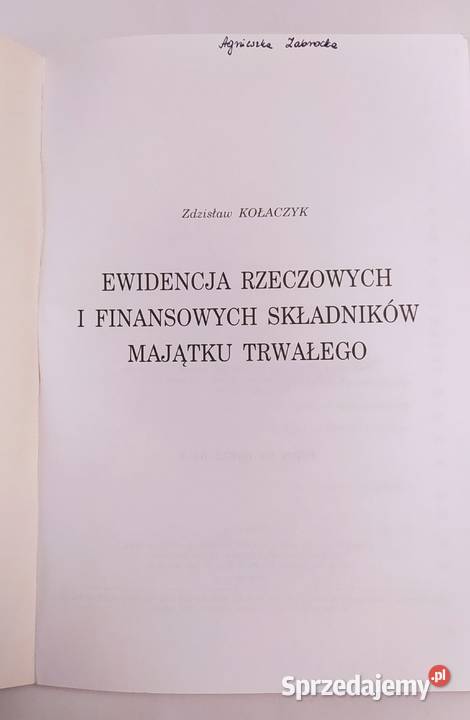 Agnieszka Zabrocka
Zdzisław KOŁACZYK
EWIDENCJA RZECZOWYCH
I FINANSOWYCH SKŁADNIKÓW
MAJĄTKU TRWAŁEGO
Sprzedajemy.pl